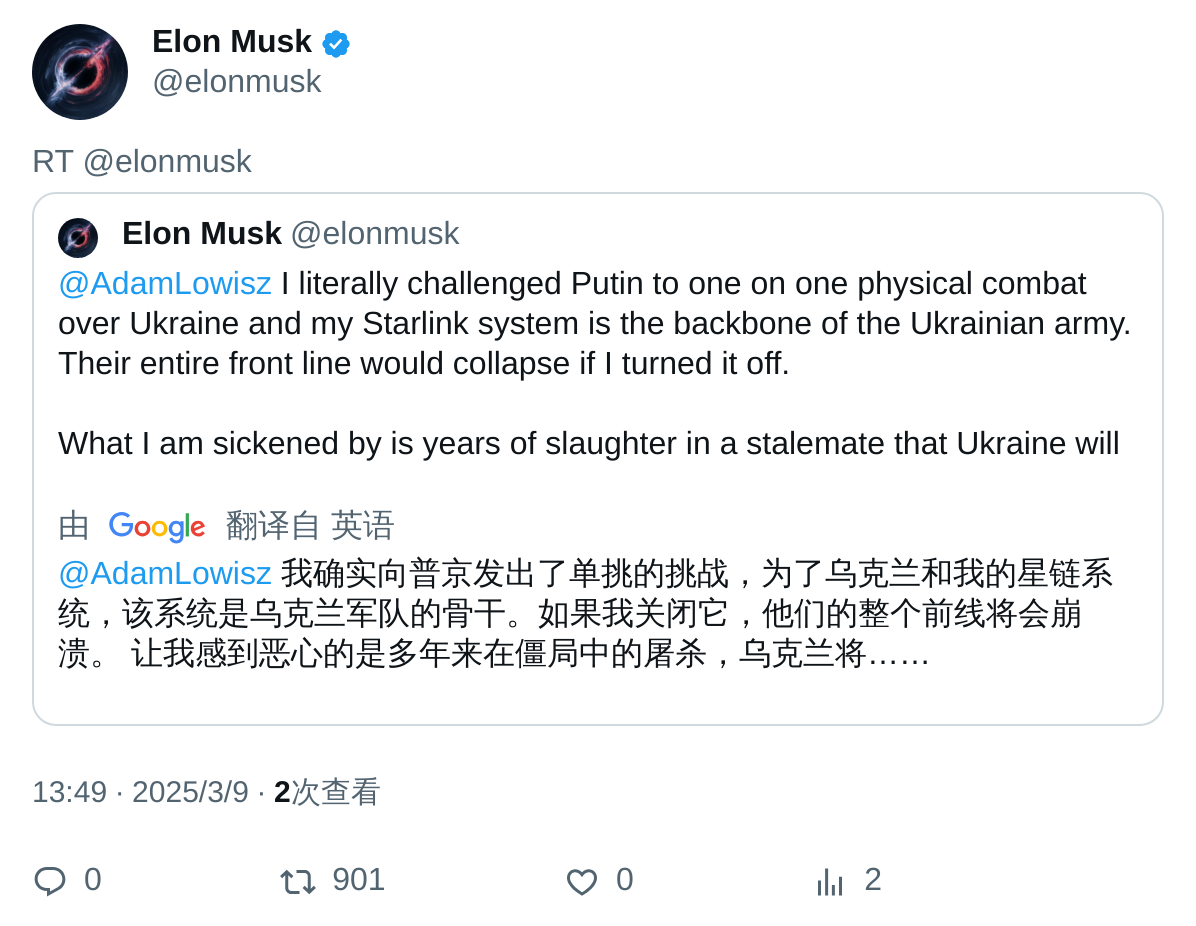 Elon Musk
@elonmusk
RT @elonmusk
Elon Musk @elonmusk
@AdamLowisz I literally challenged Putin to one on one physical combat
over Ukraine and my Starlink system is the backbone of the Ukrainian army.
Their entire front line would collapse if I turned it off.
What I am sickened by is years of slaughter in a stalemate that Ukraine will
由 Google 翻译自 英语
@AdamLowisz 我确实向普京发出了单挑的挑战，为了乌克兰和我的星链系
统，该系统是乌克兰军队的骨干。如果我关闭它，他们的整个前线将会崩
溃。 让我感到恶心的是多年来在僵局中的屠杀，乌克兰将……
13:49 · 2025/3/9 · 2次查看
0 901 0 2